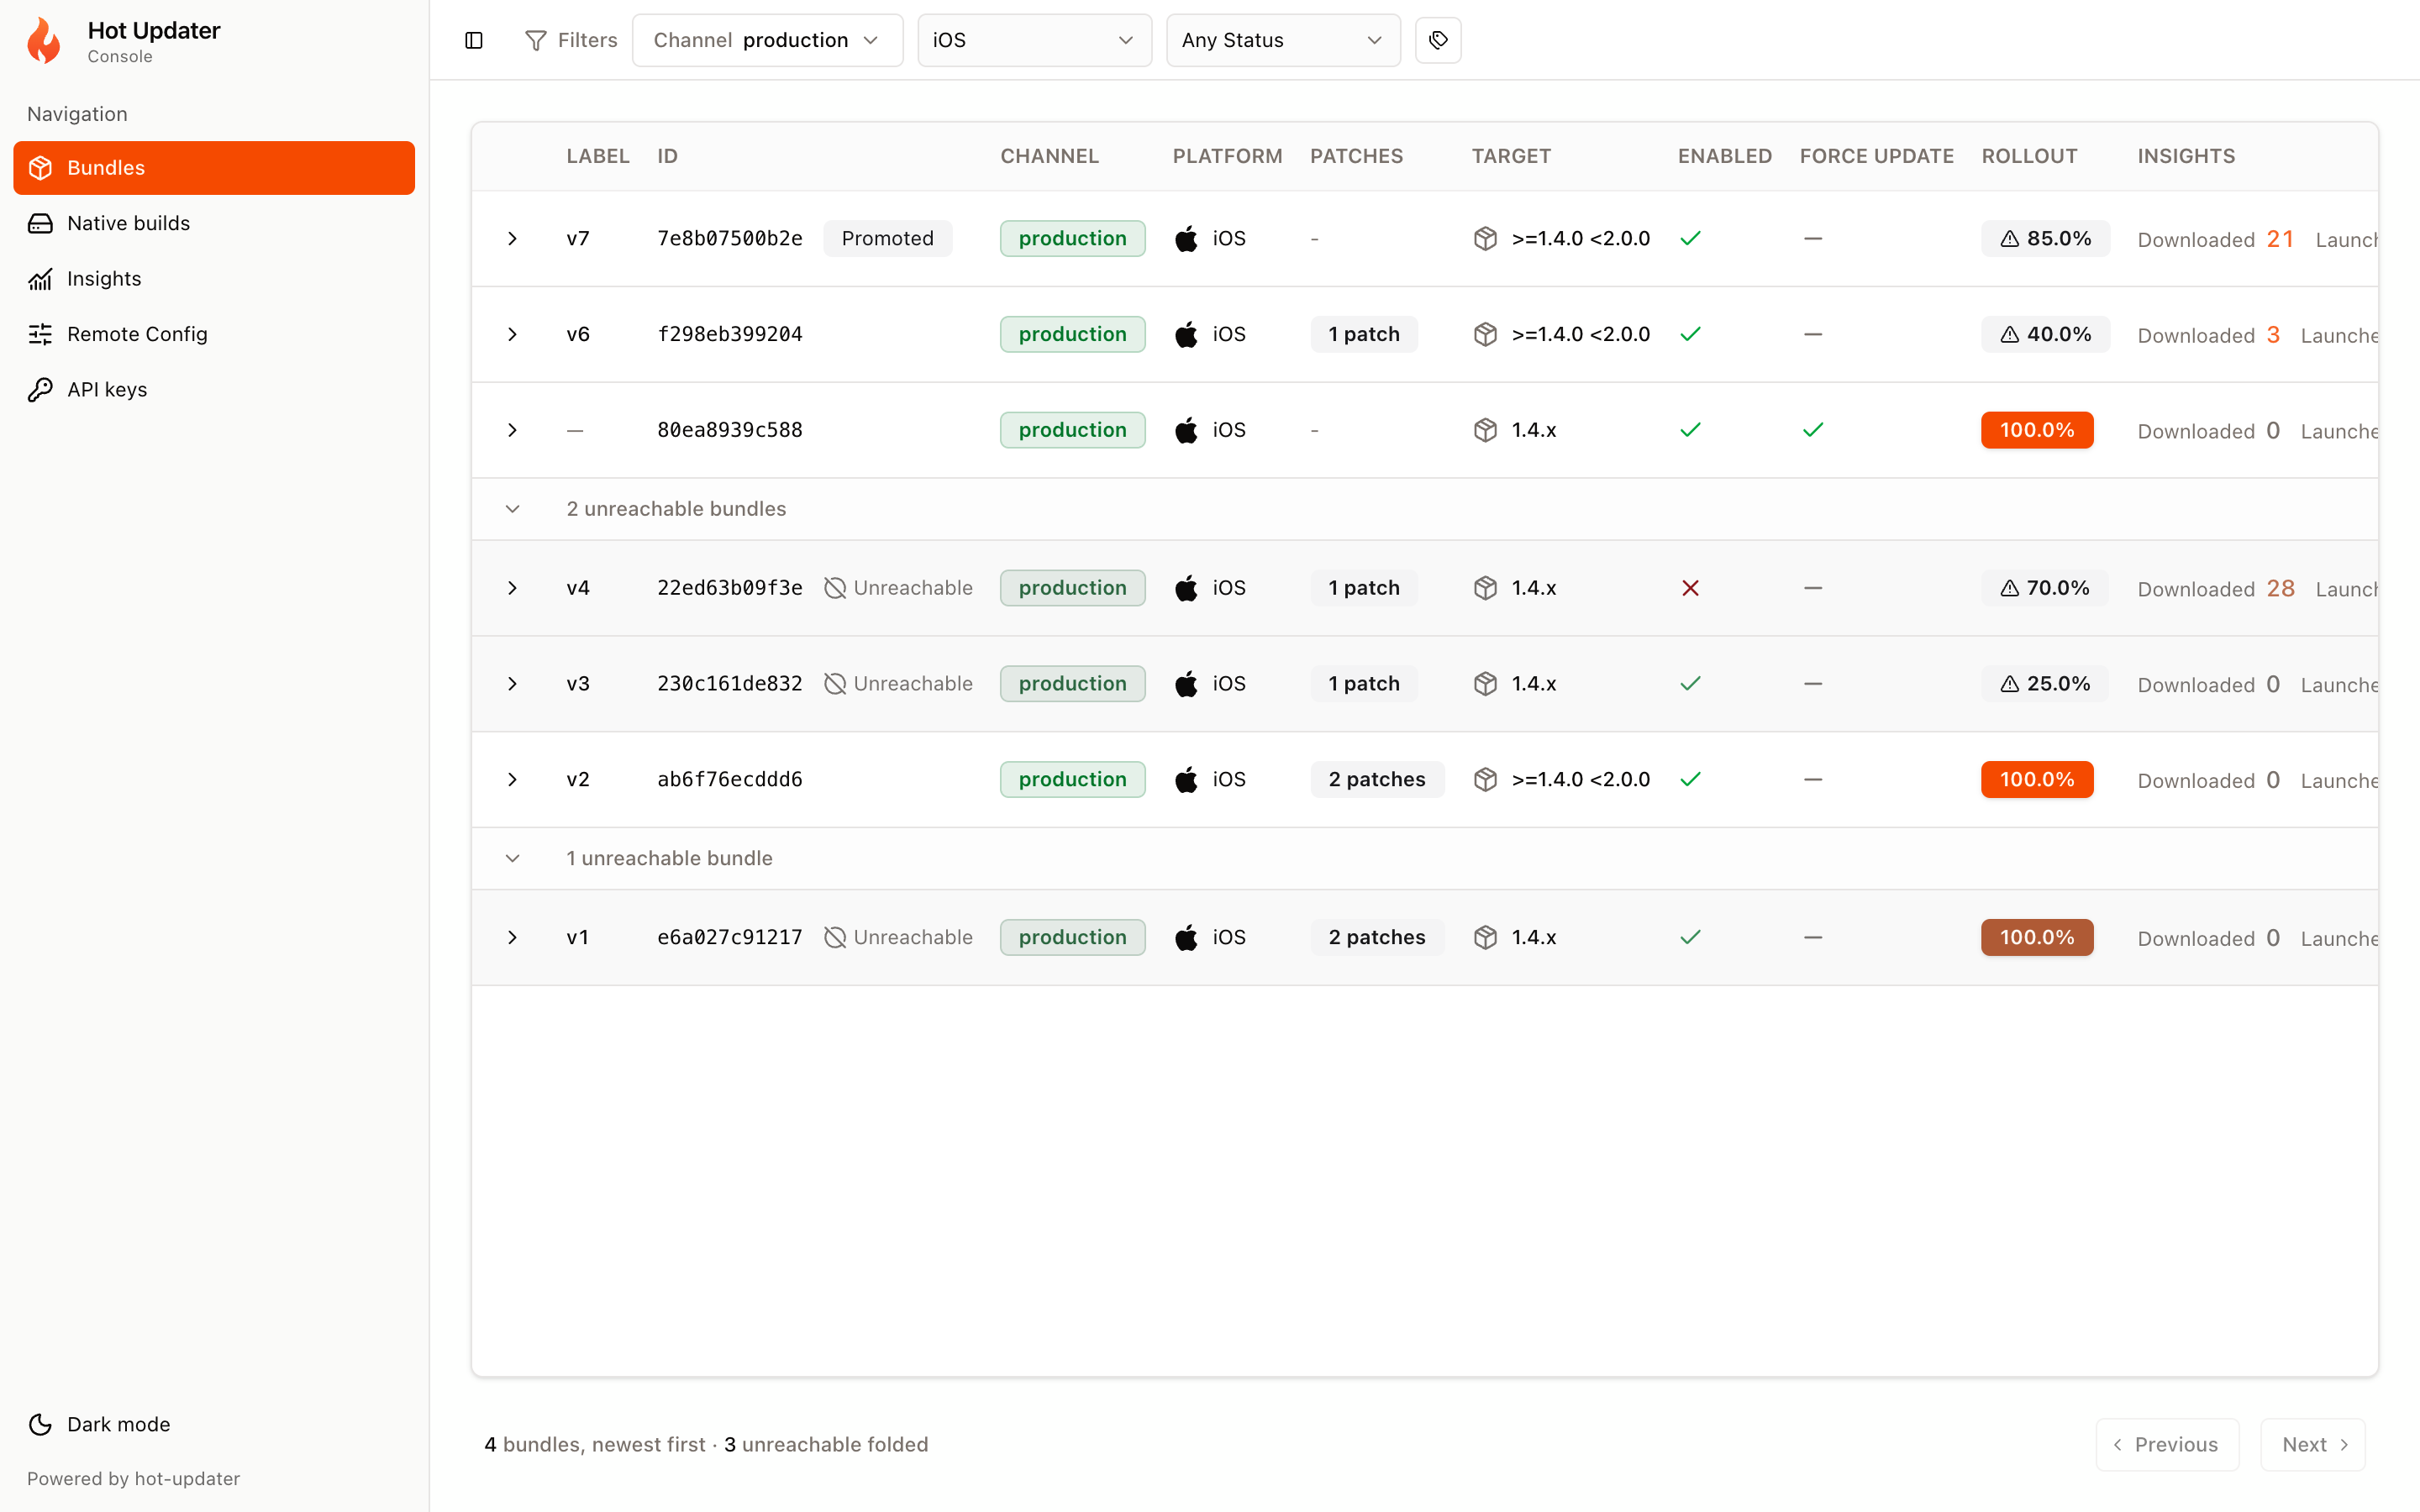 Hot Updater
Console
Navigation
Bundles
Native builds
Insights
Remote Config
API keys
Dark mode
Powered by hot-updater
Filters Channel production iOS Any Status
LABEL ID CHANNEL PLATFORM PATCHES TARGET ENABLED FORCE UPDATE ROLLOUT INSIGHTS
v7 7e8b07500b2e Promoted production iOS - >=1.4.0 <2.0.0 — 85.0% Downloaded 21 Launch
v6 f298eb399204 production iOS 1 patch >=1.4.0 <2.0.0 — 40.0% Downloaded 3 Launche
— 80ea8939c588 production iOS - 1.4.x 100.0% Downloaded 0 Launche
2 unreachable bundles
v4 22ed63b09f3e Unreachable production iOS 1 patch 1.4.x — 70.0% Downloaded 28 Launch
v3 230c161de832 Unreachable production iOS 1 patch 1.4.x — 25.0% Downloaded 0 Launche
v2 ab6f76ecddd6 production iOS 2 patches >=1.4.0 <2.0.0 — 100.0% Downloaded 0 Launche
1 unreachable bundle
v1 e6a027c91217 Unreachable production iOS 2 patches 1.4.x — 100.0% Downloaded 0 Launche
4 bundles, newest first · 3 unreachable folded
Previous Next